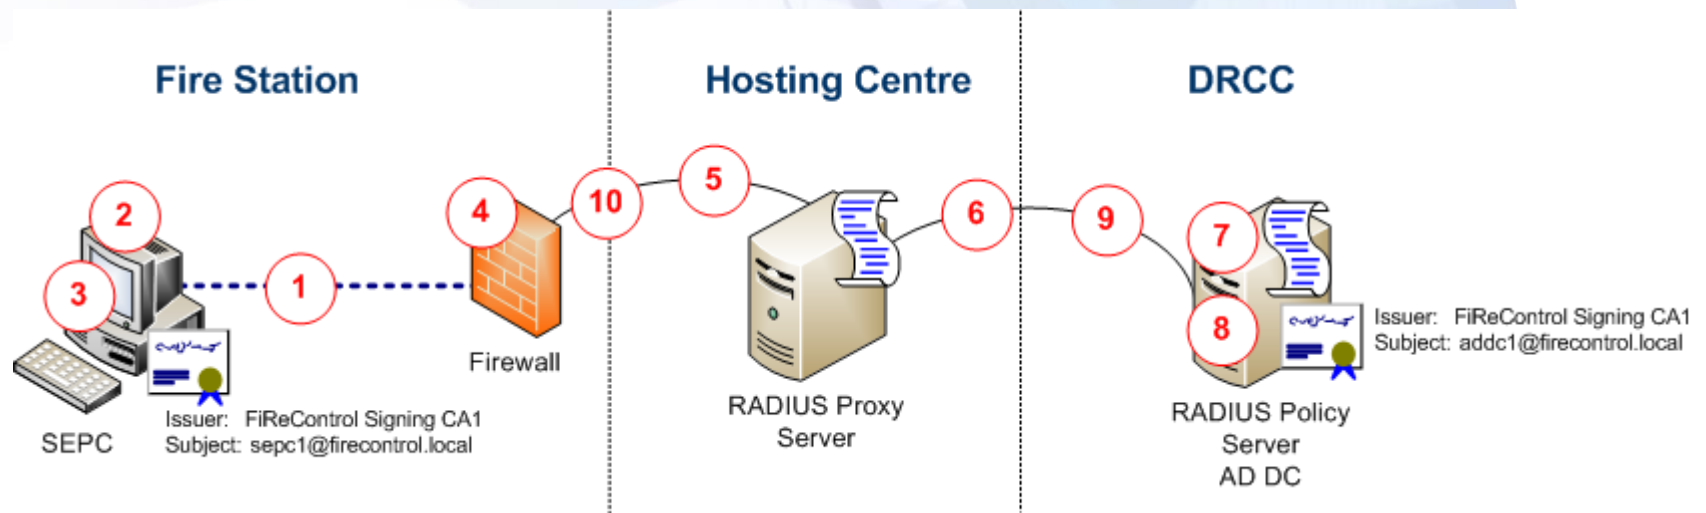 Fire Station
Hosting Centre
DRCC
2
3
1
4
10
5
6
9
7
8
Firewall
SEPC
Issuer: FiReControl Signing CA1
Subject: sepc1@firecontrol.local
RADIUS Proxy
Server
RADIUS Policy
Server
AD DC
Issuer: FiReControl Signing CA1
Subject: addc1@firecontrol.local